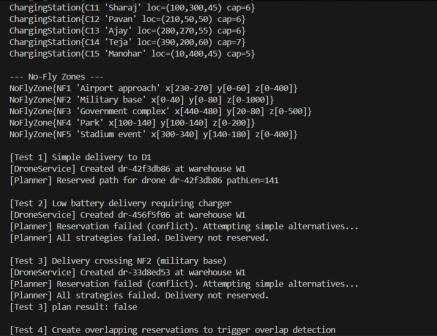 ChargingStation{C11 'Sharaj' loc=(100,300,45) cap=6}
ChargingStation{C12 'Pavan' loc=(210,50,50) cap=6}
ChargingStation{C13 'Ajay' loc=(280,270,55) cap=6}
ChargingStation{C14 'Teja' loc=(390,200,60) cap=7}
ChargingStation{C15 'Manohar' loc=(10,400,45) cap=5}
--- No-Fly Zones ---
NoFlyZone{NF1 'Airport approach' x[230-270] y[0-60] z[0-400]}
NoFlyZone{NF2 'Military base' x[0-40] y[0-80] z[0-1000]}
NoFlyZone{NF3 'Government complex' x[440-480] y[20-80] z[0-500]}
NoFlyZone{NF4 'Park' x[100-140] y[100-140] z[0-200]}
NoFlyZone{NF5 'Stadium event' x[300-340] y[140-180] z[0-400]}
[Test 1] Simple delivery to D1
[DroneService] Created dr-42f3db86 at warehouse W1
[Planner] Reserved path for drone dr-42f3db86 pathLen=141
[Test 2] Low battery delivery requiring charger
[DroneService] Created dr-456f5f06 at warehouse W1
[Planner] Reservation failed (conflict). Attempting simple alternatives...
[Planner] All strategies failed. Delivery not reserved.
[Test 3] Delivery crossing NF2 (military base)
[DroneService] Created dr-33d8ed53 at warehouse W1
[Planner] Reservation failed (conflict). Attempting simple alternatives...
[Planner] All strategies failed. Delivery not reserved.
[Test 3] plan result: false
[Test 4] Create overlapping reservations to trigger overlap detection